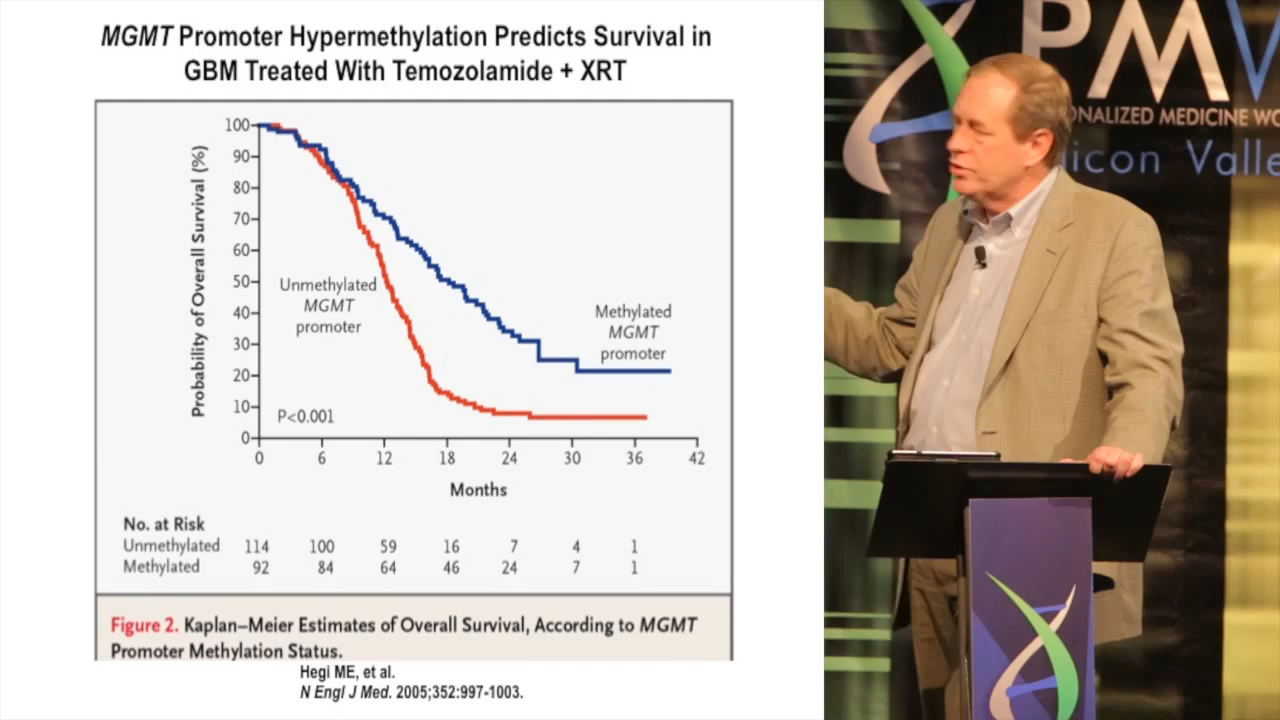 MGMT Promoter Hypermethylation Predicts Survival in
GBM Treated With Temozolamide + XRT
Probability of Overall Survival (%)
100
90
80
70
60
50
40
30
20
10
0
Unmethylated
MGMT
promoter
Methylated
MGMT
promoter
P<0.001
0 6 12 18 24 30 36 42
Months
No. at Risk
Unmethylated 114 100 59 16 7 4 1
Methylated 92 84 64 46 24 7 1
Figure 2. Kaplan–Meier Estimates of Overall Survival, According to MGMT
Promoter Methylation Status.
Hegi ME, et al.
N Engl J Med. 2005;352:997-1003.
PMW
ONALIZED MEDICINE WO
icon Valle